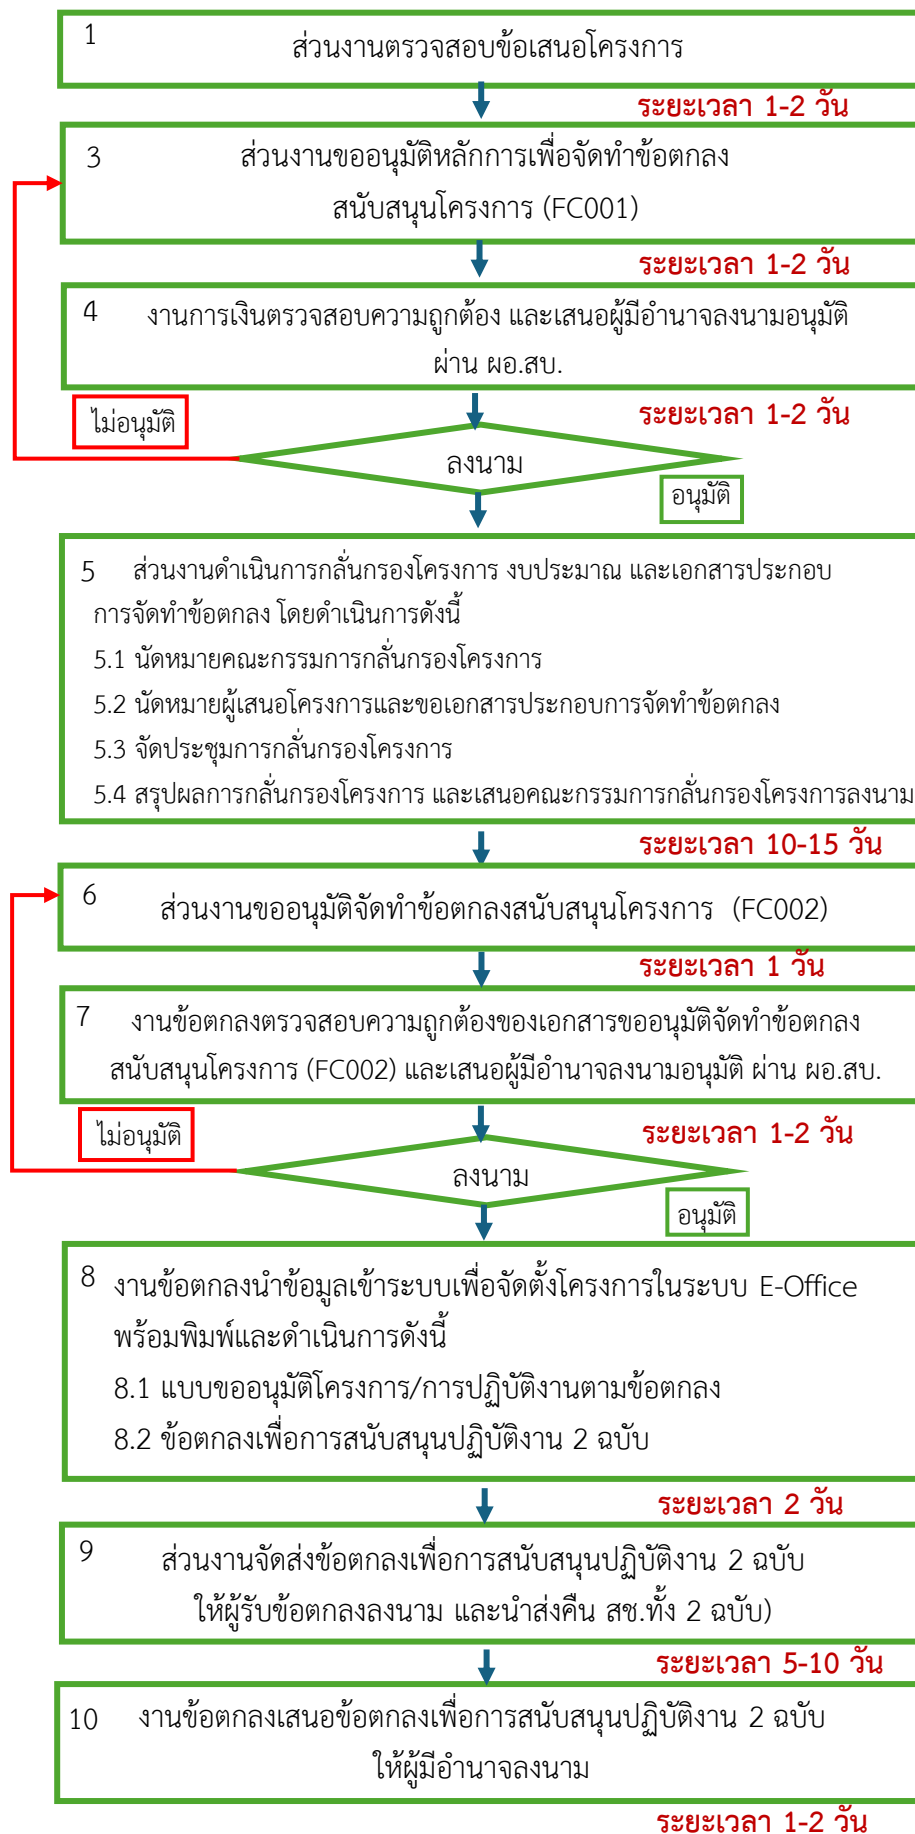 1
ส่วนงานตรวจสอบข้อเสนอโครงการ
ระยะเวลา 1-2 วัน
3
ส่วนงานขออนุมัติหลักการเพื่อจัดทำข้อตกลง
สนับสนุนโครงการ (FC001)
ระยะเวลา 1-2 วัน
4
งานการเงินตรวจสอบความถูกต้อง และเสนอผู้มีอำนาจลงนามอนุมัติ
ผ่าน ผอ.สบ.
ระยะเวลา 1-2 วัน
ไม่อนุมัติ
ลงนาม
อนุมัติ
5 ส่วนงานดำเนินการกลั่นกรองโครงการ งบประมาณ และเอกสารประกอบ
การจัดทำข้อตกลง โดยดำเนินการดังนี้
5.1 นัดหมายคณะกรรมการกลั่นกรองโครงการ
5.2 นัดหมายผู้เสนอโครงการและขอเอกสารประกอบการจัดทำข้อตกลง
5.3 จัดประชุมการกลั่นกรองโครงการ
5.4 สรุปผลการกลั่นกรองโครงการ และเสนอคณะกรรมการกลั่นกรองโครงการลงนาม
ระยะเวลา 10-15 วัน
6
ส่วนงานขออนุมัติจัดทำข้อตกลงสนับสนุนโครงการ (FC002)
ระยะเวลา 1 วัน
7
งานข้อตกลงตรวจสอบความถูกต้องของเอกสารขออนุมัติจัดทำข้อตกลง
สนับสนุนโครงการ (FC002) และเสนอผู้มีอำนาจลงนามอนุมัติ ผ่าน ผอ.สบ.
ระยะเวลา 1-2 วัน
ไม่อนุมัติ
ลงนาม
อนุมัติ
8 งานข้อตกลงนำข้อมูลเข้าระบบเพื่อจัดตั้งโครงการในระบบ E-Office
พร้อมพิมพ์และดำเนินการดังนี้
8.1 แบบขออนุมัติโครงการ/การปฏิบัติงานตามข้อตกลง
8.2 ข้อตกลงเพื่อการสนับสนุนปฏิบัติงาน 2 ฉบับ
ระยะเวลา 2 วัน
9
ส่วนงานจัดส่งข้อตกลงเพื่อการสนับสนุนปฏิบัติงาน 2 ฉบับ
ให้ผู้รับข้อตกลงลงนาม และนำส่งคืน สช.ทั้ง 2 ฉบับ)
ระยะเวลา 5-10 วัน
10
งานข้อตกลงเสนอข้อตกลงเพื่อการสนับสนุนปฏิบัติงาน 2 ฉบับ
ให้ผู้มีอำนาจลงนาม
ระยะเวลา 1-2 วัน